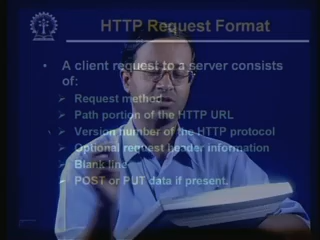 HTTP Request Format
• A client request to a server consists
of:
➢ Request method
➢ Path portion of the HTTP URL
➢ Version number of the HTTP protocol
➢ Optional request header information
➢ Blank line
➢ POST or PUT data if present.